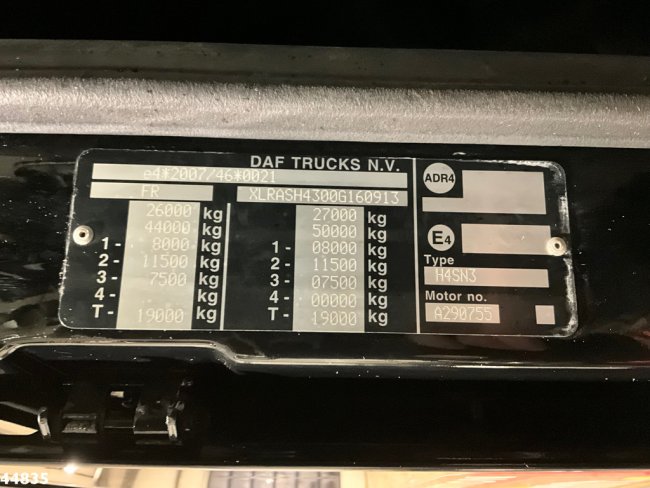 DAF TRUCKS N.V.
e4*2007/46*0021
FR XLRASH4300G160913
26000 kg 27000 kg
44000 kg 50000 kg
1- 8000 kg 1- 08000 kg
2- 11500 kg 2- 11500 kg
3- 7500 kg 3- 07500 kg
4- . kg 4- 00000 kg
T- 19000 kg T- 19000 kg
ADR4
E4
Type
H4SN3
Motor no.
A290755
44835